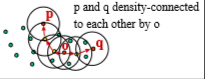 p and q density-connected
to each other by o
p
o
q